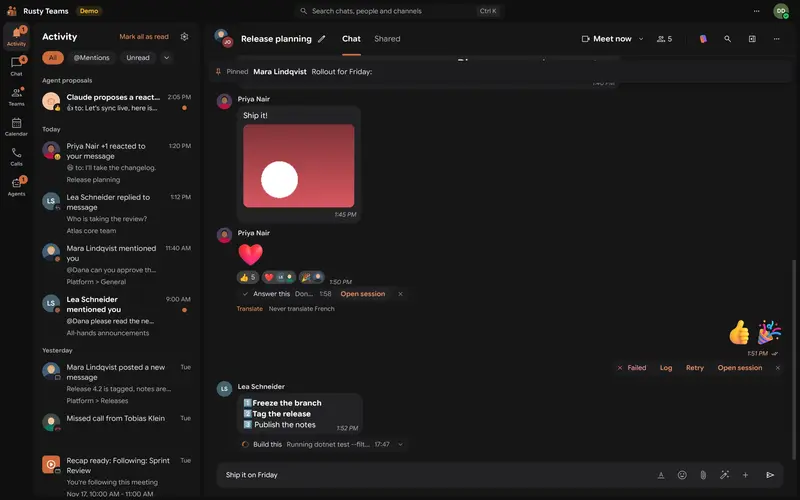 Rusty Teams
Demo
Search chats, people and channels
Ctrl K
DD
Activity
1
Chat
4
Teams
Calendar
Calls
Agents
1
Activity
Mark all as read
All
@Mentions
Unread
Agent proposals
Claude proposes a react...
2:05 PM
👍 to: Let's sync live, here is...
Today
Priya Nair +1 reacted to
your message
1:20 PM
😄 to: I'll take the changelog.
Release planning
LS
Lea Schneider replied to
message
1:12 PM
Who is taking the review?
Atlas core team
Mara Lindqvist mentioned
you
11:40 AM
@Dana can you approve th...
Platform > General
LS
Lea Schneider
mentioned you
9:00 AM
@Dana please read the ne...
All-hands announcements
Yesterday
Mara Lindqvist posted a new
message
Tue
Release 4.2 is tagged, notes are...
Platform > Releases
Missed call from Tobias Klein
Tue
Recap ready: Following: Sprint
Review
Tue
You're following this meeting
Nov 17, 10:00 AM - 11:00 AM
JO
Release planning
Chat
Shared
Meet now
5
Pinned
Mara Lindqvist
Rollout for Friday:
Priya Nair
Ship it!
1:45 PM
Priya Nair
❤️
👍 5
❤️ LS
🎉
1:50 PM
Answer this
Don...
1:58
Open session
Translate
Never translate French
👍 🎉
1:51 PM
Failed
Log
Retry
Open session
LS
Lea Schneider
1️⃣ Freeze the branch
2️⃣ Tag the release
3️⃣ Publish the notes
1:52 PM
Build this
Running dotnet test --filt...
17:47
Ship it on Friday